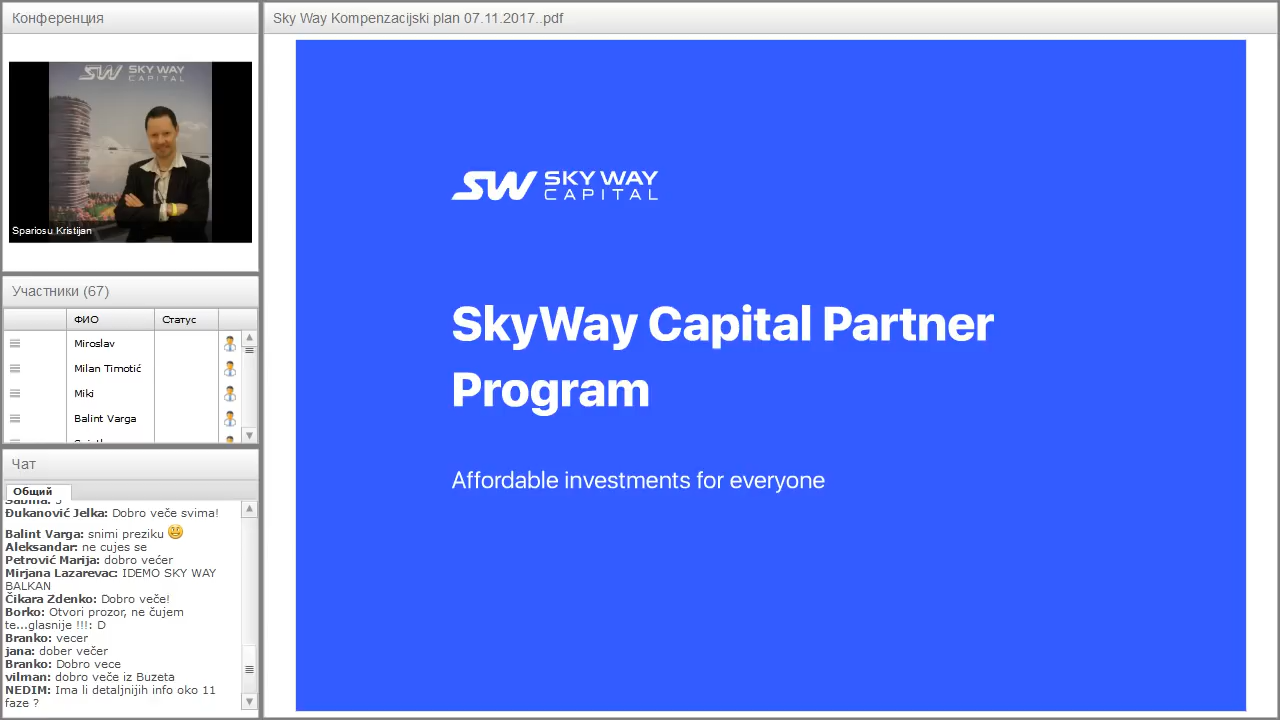 Конференция
SW SKY WAY
CAPITAL
Spariosu Kristijan
Участники (67)
ФИО
Статус
Miroslav
Milan Timotić
Miki
Balint Varga
Чат
Общий
Đukanović Jelka: Dobro veče svima!
Balint Varga: snimi preziku
Aleksandar: ne cujes se
Petrović Marija: dobro većer
Mirjana Lazarevac: IDEMO SKY WAY
BALKAN
Čikara Zdenko: Dobro veče!
Borko: Otvori prozor, ne čujem
te...glasnije !!!: D
Branko: vecer
jana: dober večer
Branko: Dobro vece
vilman: dobro veče iz Buzeta
NEDIM: Ima li detaljnijih info oko 11
faze ?
Sky Way Kompenzacijski plan 07.11.2017..pdf
SW SKY WAY
CAPITAL
SkyWay Capital Partner
Program
Affordable investments for everyone